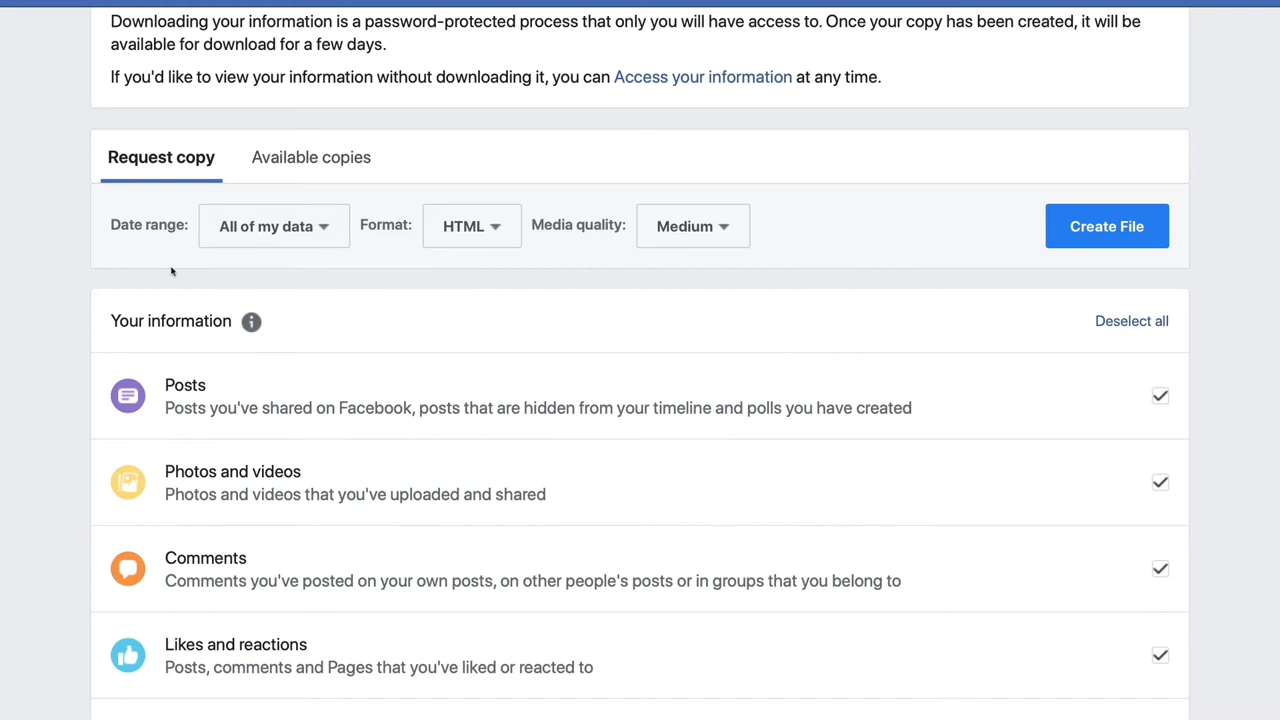 Downloading your information is a password-protected process that only you will have access to. Once your copy has been created, it will be
available for download for a few days.
If you'd like to view your information without downloading it, you can Access your information at any time.
Request copy Available copies
Date range: All of my data Format: HTML Media quality: Medium Create File
Your information Deselect all
Posts
Posts you've shared on Facebook, posts that are hidden from your timeline and polls you have created
Photos and videos
Photos and videos that you've uploaded and shared
Comments
Comments you've posted on your own posts, on other people's posts or in groups that you belong to
Likes and reactions
Posts, comments and Pages that you've liked or reacted to